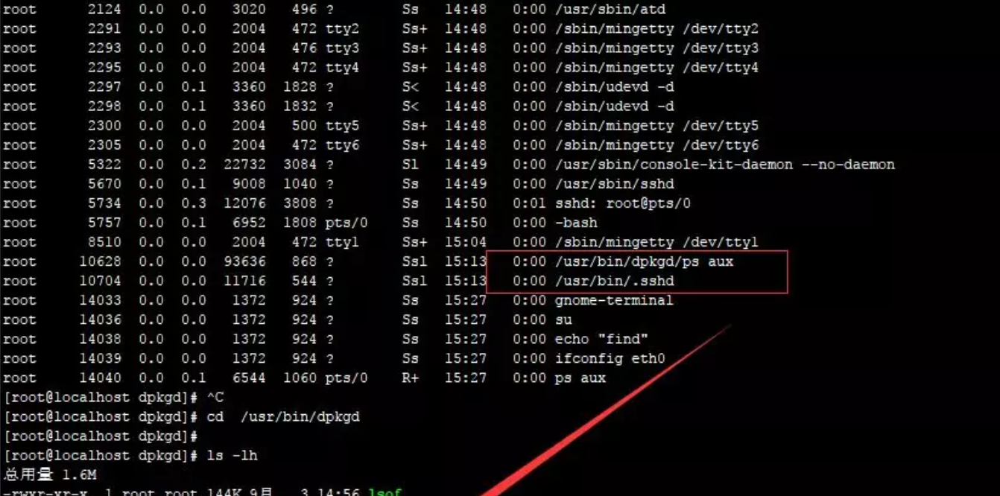 root 2124 0.0 0.0 3020 496 ? Ss 14:48 0:00 /usr/sbin/atd
root 2291 0.0 0.0 2004 472 tty2 Ss+ 14:48 0:00 /sbin/mingetty /dev/tty2
root 2293 0.0 0.0 2004 476 tty3 Ss+ 14:48 0:00 /sbin/mingetty /dev/tty3
root 2295 0.0 0.0 2004 472 tty4 Ss+ 14:48 0:00 /sbin/mingetty /dev/tty4
root 2297 0.0 0.1 3360 1828 ? S< 14:48 0:00 /sbin/udevd -d
root 2298 0.0 0.1 3360 1832 ? S< 14:48 0:00 /sbin/udevd -d
root 2300 0.0 0.0 2004 500 tty5 Ss+ 14:48 0:00 /sbin/mingetty /dev/tty5
root 2305 0.0 0.0 2004 472 tty6 Ss+ 14:48 0:00 /sbin/mingetty /dev/tty6
root 5322 0.0 0.2 22732 3084 ? Sl 14:49 0:00 /usr/sbin/console-kit-daemon --no-daemon
root 5670 0.0 0.1 9008 1040 ? Ss 14:49 0:00 /usr/sbin/sshd
root 5734 0.0 0.3 12076 3808 ? Ss 14:50 0:01 sshd: root@pts/0
root 5757 0.0 0.1 6952 1808 pts/0 Ss 14:50 0:00 -bash
root 8510 0.0 0.0 2004 472 tty1 Ss+ 15:04 0:00 /sbin/mingetty /dev/tty1
root 10628 0.0 0.0 93636 868 ? Ssl 15:13 0:00 /usr/bin/dpkgd/ps aux
root 10704 0.0 0.0 11716 544 ? Ssl 15:13 0:00 /usr/bin/.sshd
root 14033 0.0 0.0 1372 924 ? Ss 15:27 0:00 gnome-terminal
root 14036 0.0 0.0 1372 924 ? Ss 15:27 0:00 su
root 14038 0.0 0.0 1372 924 ? Ss 15:27 0:00 echo "find"
root 14039 0.0 0.0 1372 924 ? Ss 15:27 0:00 ifconfig eth0
root 14040 0.0 0.1 6544 1060 pts/0 R+ 15:27 0:00 ps aux
[root@localhost dpkgd]# ^C
[root@localhost dpkgd]# cd /usr/bin/dpkgd
[root@localhost dpkgd]#
[root@localhost dpkgd]# ls -lh
总用量 1.6M
-rwxr-xr-x 1 root root 144K 9月 3 14:56 lsof